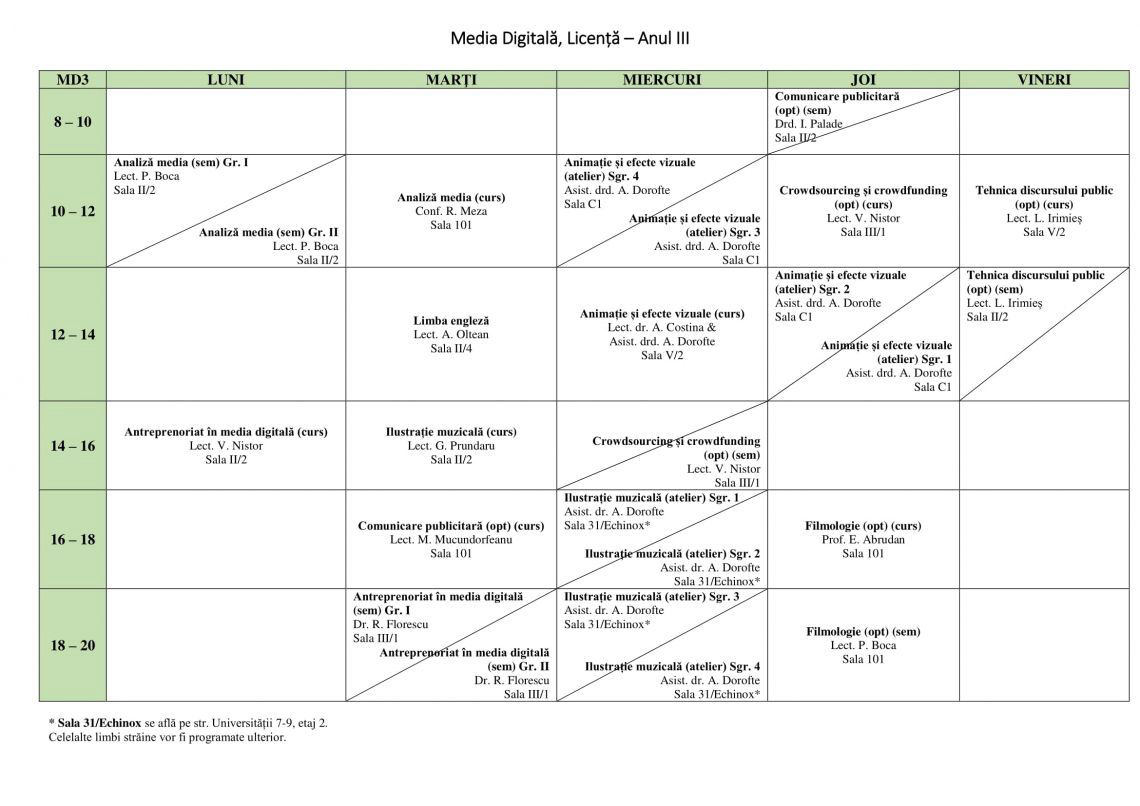 Media Digitală, Licență – Anul III
MD3 LUNI MARȚI MIERCURI JOI VINERI
8 – 10
Comunicare publicitară
(opt) (sem)
Drd. I. Palade
Sala II/2
10 – 12
Analiză media (sem) Gr. I
Lect. P. Boca
Sala II/2
Analiză media (sem) Gr. II
Lect. P. Boca
Sala II/2
Analiză media (curs)
Conf. R. Meza
Sala 101
Animație și efecte vizuale
(atelier) Sgr. 4
Asist. drd. A. Dorofte
Sala C1
Animație și efecte vizuale
(atelier) Sgr. 3
Asist. drd. A. Dorofte
Sala C1
Crowdsourcing și crowdfunding
(opt) (curs)
Lect. V. Nistor
Sala III/1
Tehnica discursului public
(opt) (curs)
Lect. L. Irimieș
Sala V/2
12 – 14
Limba engleză
Lect. A. Oltean
Sala II/4
Animație și efecte vizuale (curs)
Lect. dr. A. Costina &
Asist. drd. A. Dorofte
Sala V/2
Animație și efecte vizuale
(atelier) Sgr. 2
Asist. drd. A. Dorofte
Sala C1
Animație și efecte vizuale
(atelier) Sgr. 1
Asist. drd. A. Dorofte
Sala C1
Tehnica discursului public
(opt) (sem)
Lect. L. Irimieș
Sala II/2
14 – 16
Antreprenoriat în media digitală (curs)
Lect. V. Nistor
Sala II/2
Ilustrație muzicală (curs)
Lect. G. Prundaru
Sala II/2
Crowdsourcing și crowdfunding
(opt) (sem)
Lect. V. Nistor
Sala III/1
16 – 18
Comunicare publicitară (opt) (curs)
Lect. M. Mucundorfeanu
Sala 101
Ilustrație muzicală (atelier) Sgr. 1
Asist. dr. A. Dorofte
Sala 31/Echinox*
Ilustrație muzicală (atelier) Sgr. 2
Asist. dr. A. Dorofte
Sala 31/Echinox*
Filmologie (opt) (curs)
Prof. E. Abrudan
Sala 101
18 – 20
Antreprenoriat în media digitală
(sem) Gr. I
Dr. R. Florescu
Sala III/1
Antreprenoriat în media digitală
(sem) Gr. II
Dr. R. Florescu
Sala III/1
Ilustrație muzicală (atelier) Sgr. 3
Asist. dr. A. Dorofte
Sala 31/Echinox*
Ilustrație muzicală (atelier) Sgr. 4
Asist. dr. A. Dorofte
Sala 31/Echinox*
Filmologie (opt) (sem)
Lect. P. Boca
Sala 101
* Sala 31/Echinox se află pe str. Universității 7-9, etaj 2.
Celelalte limbi străine vor fi programate ulterior.